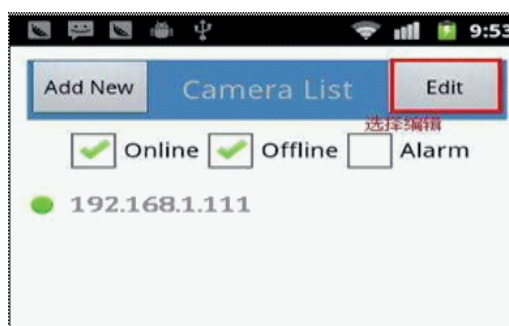 9:53
Add New Camera List Edit
选择编辑
Online Offline Alarm
192.168.1.111